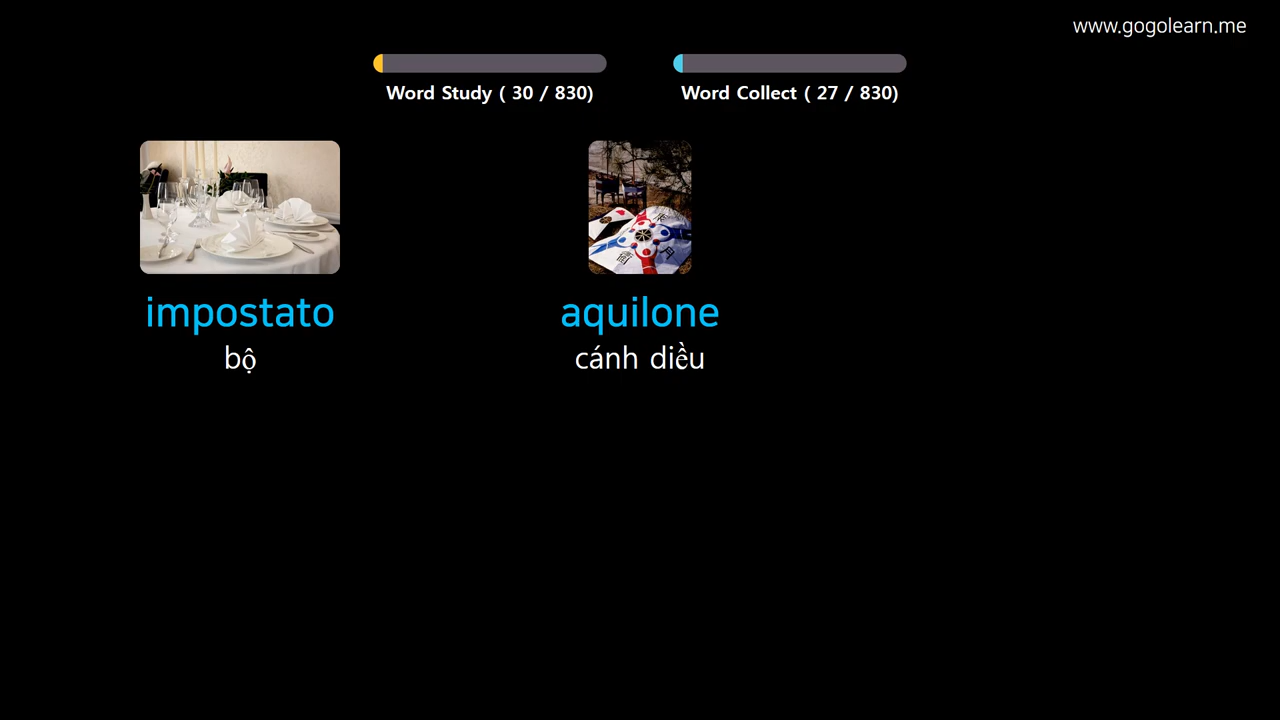 www.gogolearn.me
Word Study ( 30 / 830)
Word Collect ( 27 / 830)
impostato
bộ
aquilone
cánh diều